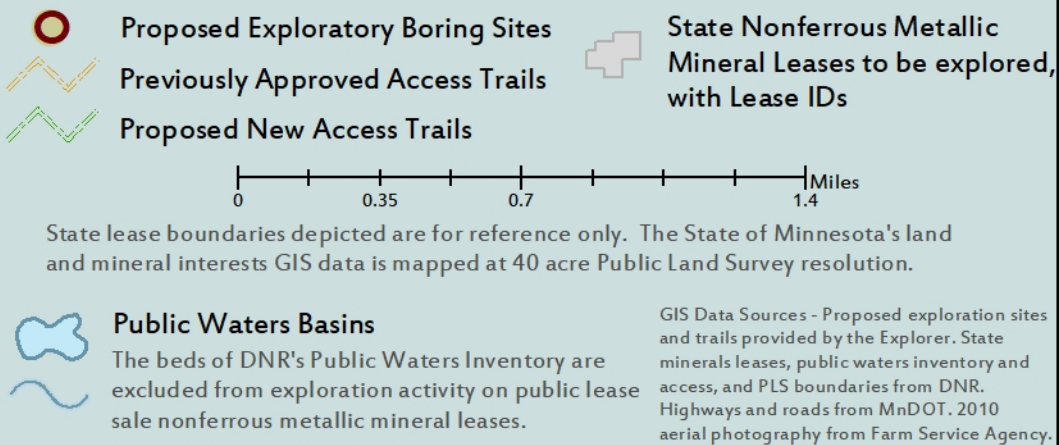 Proposed Exploratory Boring Sites
Previously Approved Access Trails
Proposed New Access Trails
State Nonferrous Metallic
Mineral Leases to be explored,
with Lease IDs
0 0.35 0.7 1.4 Miles
State lease boundaries depicted are for reference only. The State of Minnesota's land
and mineral interests GIS data is mapped at 40 acre Public Land Survey resolution.
Public Waters Basins
The beds of DNR's Public Waters Inventory are
excluded from exploration activity on public lease
sale nonferrous metallic mineral leases.
GIS Data Sources - Proposed exploration sites
and trails provided by the Explorer. State
minerals leases, public waters inventory and
access, and PLS boundaries from DNR.
Highways and roads from MnDOT. 2010
aerial photography from Farm Service Agency.